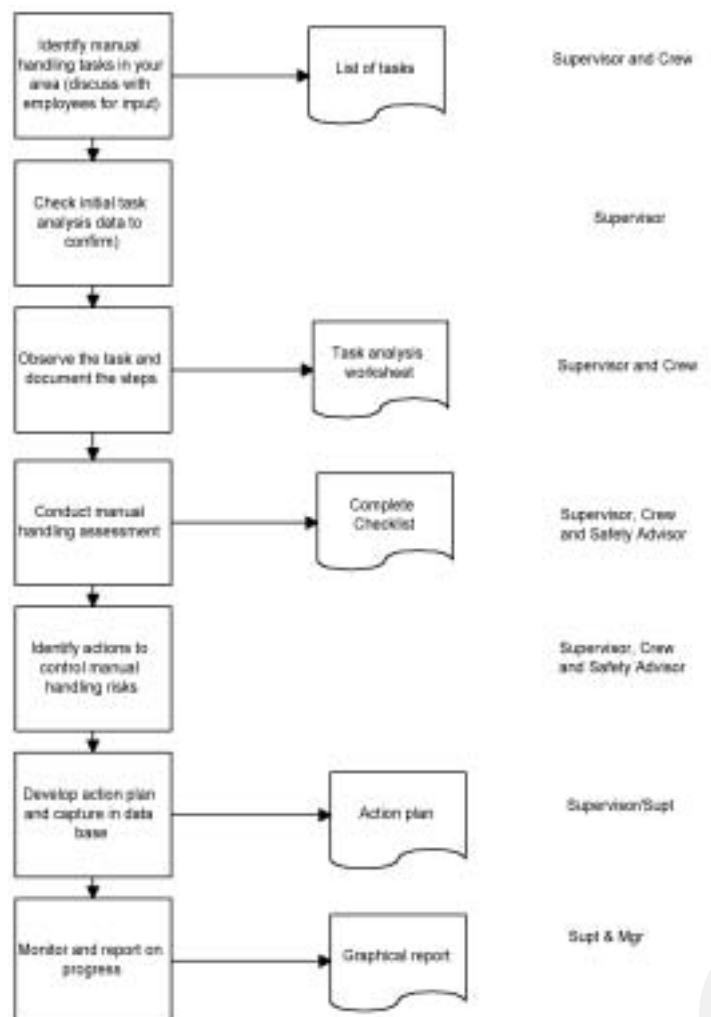 Identify manual
handling tasks in your
area (discuss with
employees for input)
List of tasks
Supervisor and Crew
Check initial task
analysis data to
confirm)
Supervisor
Observe the task and
document the steps
Task analysis
worksheet
Supervisor and Crew
Conduct manual
handling assessment
Complete
Checklist
Supervisor, Crew
and Safety Advisor
Identify actions to
control manual
handling risks
Supervisor, Crew
and Safety Advisor
Develop action plan
and capture in data
base
Action plan
Supervisor/Supt
Monitor and report on
progress
Graphical report
Supt & Mgr